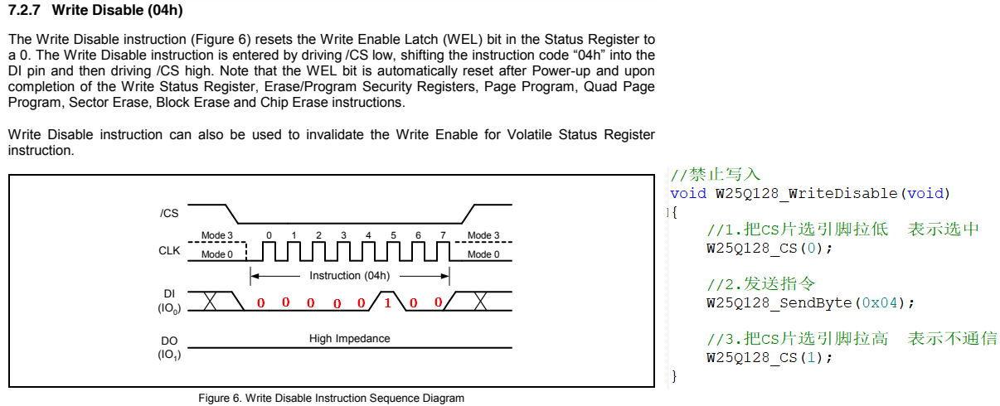 7.2.7 Write Disable (04h)
The Write Disable instruction (Figure 6) resets the Write Enable Latch (WEL) bit in the Status Register to
a 0. The Write Disable instruction is entered by driving /CS low, shifting the instruction code “04h” into the
DI pin and then driving /CS high. Note that the WEL bit is automatically reset after Power-up and upon
completion of the Write Status Register, Erase/Program Security Registers, Page Program, Quad Page
Program, Sector Erase, Block Erase and Chip Erase instructions.
Write Disable instruction can also be used to invalidate the Write Enable for Volatile Status Register
instruction.
/CS
Mode 3 0 1 2 3 4 5 6 7 Mode 3
CLK
Mode 0 Mode 0
Instruction (04h)
DI
(IO₀)
0 0 0 0 0 1 0 0
DO
(IO₁)
High Impedance
Figure 6. Write Disable Instruction Sequence Diagram
//禁止写入
void W25Q128_WriteDisable(void)
{
//1.把CS片选引脚拉低 表示选中
W25Q128_CS(0);
//2.发送指令
W25Q128_SendByte(0x04);
//3.把CS片选引脚拉高 表示不通信
W25Q128_CS(1);
}